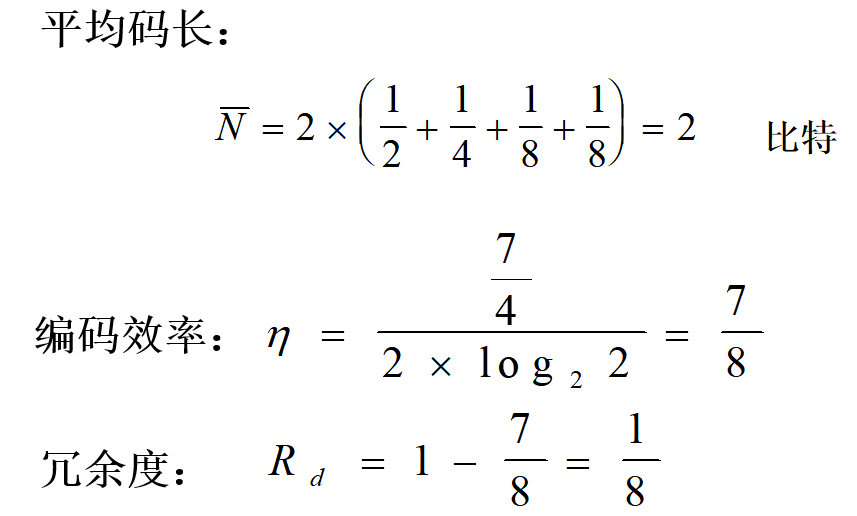 平均码长：
N̅ = 2 × (1/2 + 1/4 + 1/8 + 1/8) = 2 比特
编码效率： η = (7/4)/(2 × log₂ 2) = 7/8
冗余度： R_d = 1 − 7/8 = 1/8